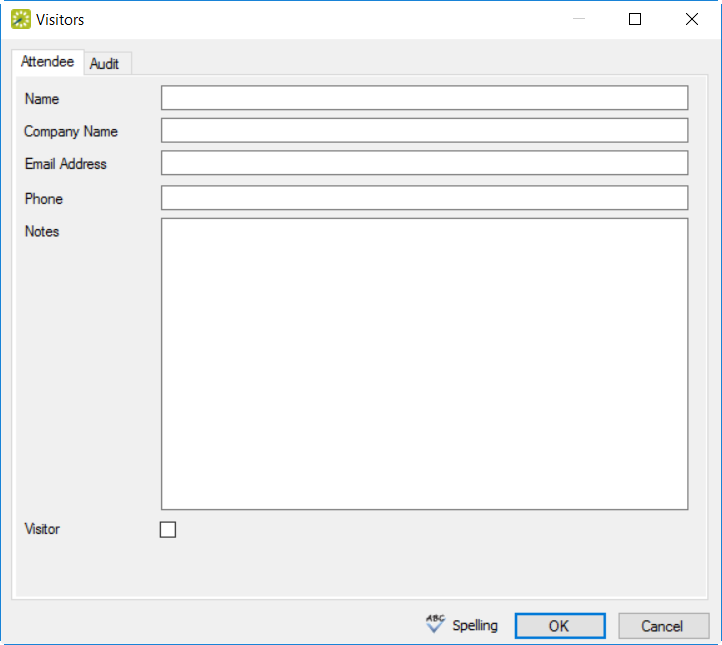 Visitors
Attendee Audit
Name
Company Name
Email Address
Phone
Notes
Visitor
ABC Spelling OK Cancel